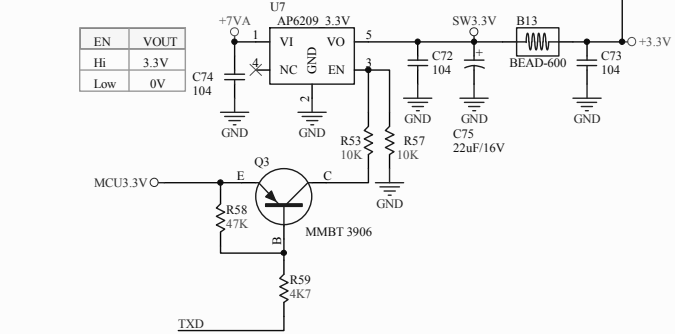 U7
+7VA
AP6209 3.3V
SW3.3V
B13
EN VOUT
Hi 3.3V
Low 0V
1 VI VO 5
GND
4 NC EN 3
2
+3.3V
BEAD-600
C74
104
C72
104
+
C73
104
GND
GND
GND
GND
GND
C75
22uF/16V
R53
10K
R57
10K
GND
Q3
MCU3.3V
E
C
B
R58
47K
MMBT 3906
R59
4K7
TXD